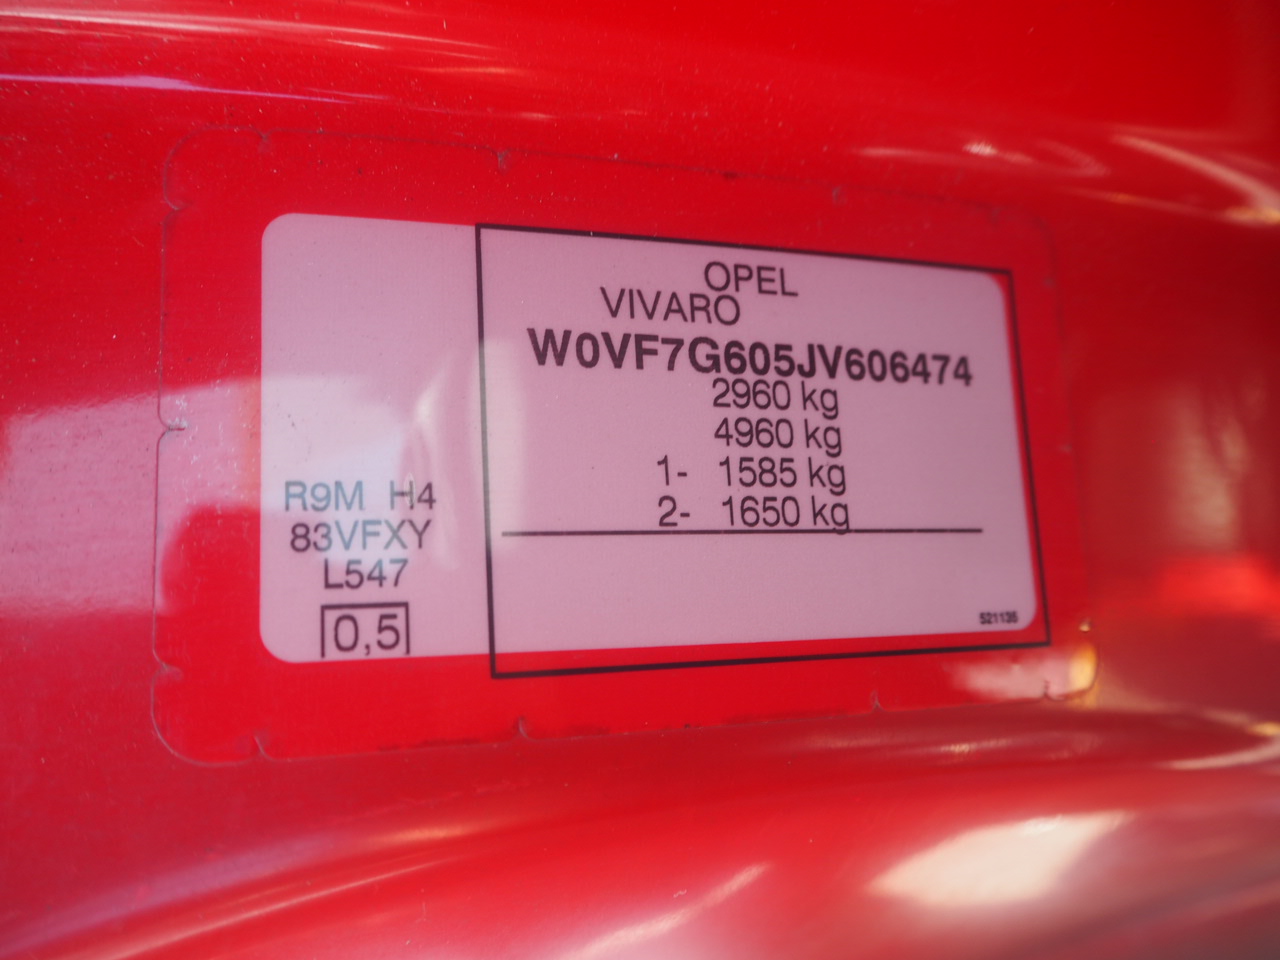 OPEL
VIVARO
W0VF7G605JV606474
2960 kg
4960 kg
1- 1585 kg
2- 1650 kg
R9M H4
83VFXY
L547
0,5
521135